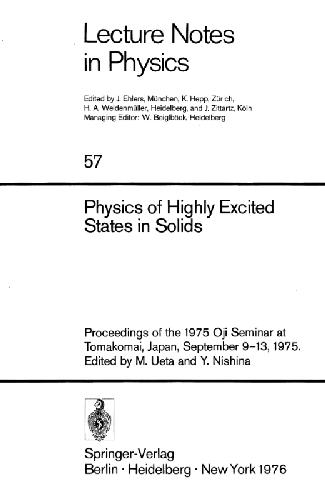 Lecture Notes
in Physics
Edited by J. Ehlers, München, K. Hepp, Zürich,
H. A. Weidenmüller, Heidelberg, and J. Zittartz, Köln
Managing Editor: W. Beiglböck, Heidelberg
57
Physics of Highly Excited
States in Solids
Proceedings of the 1975 Oji Seminar at
Tomakomai, Japan, September 9–13, 1975.
Edited by M. Ueta and Y. Nishina
Springer-Verlag
Berlin · Heidelberg · New York 1976